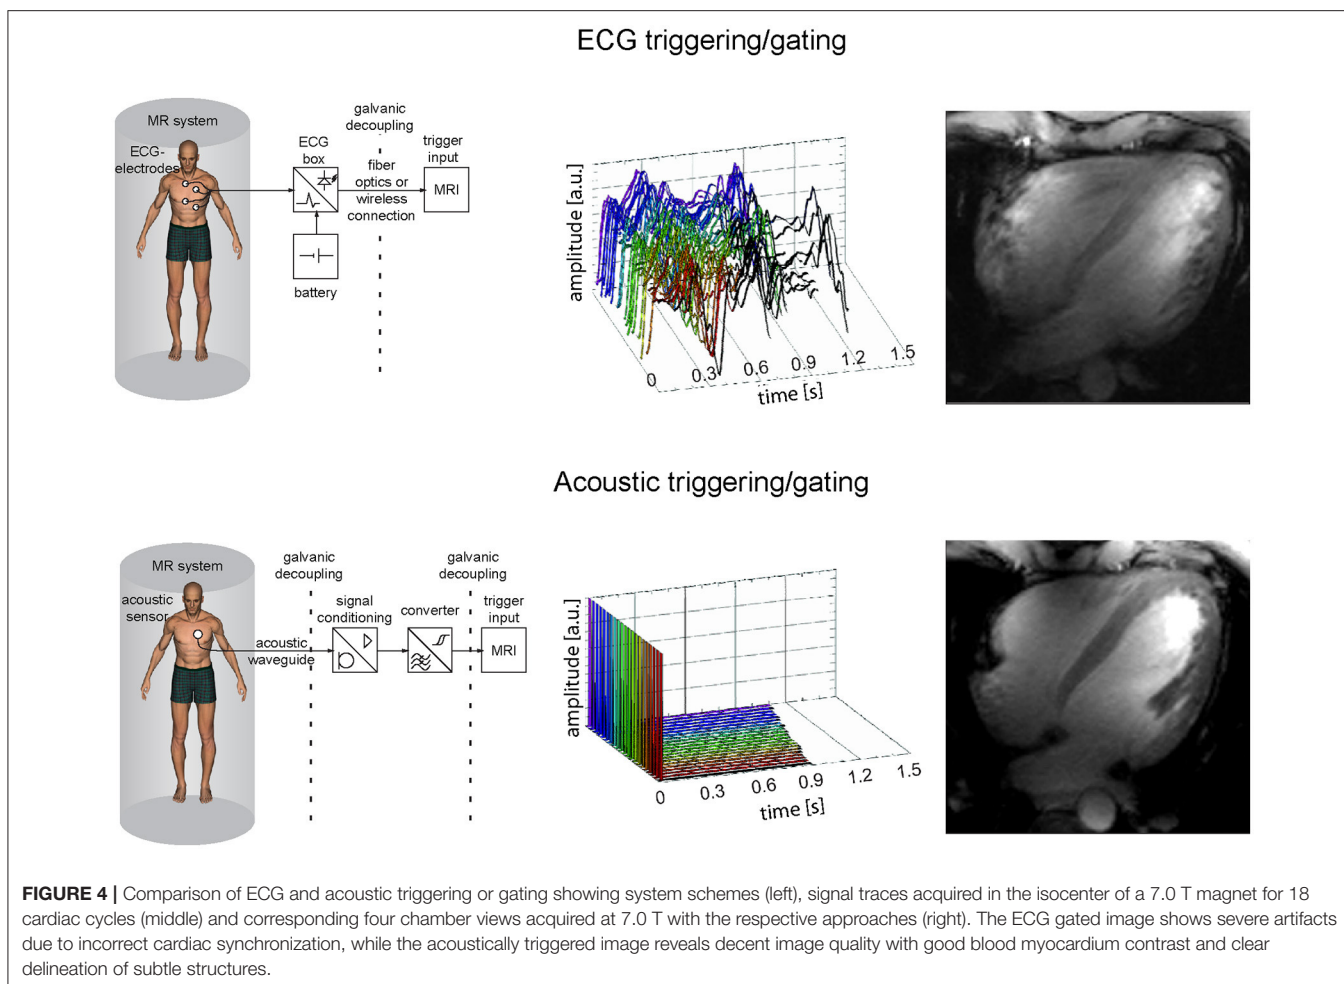 ECG triggering/gating
MR system
ECG-
electrodes
ECG
box
battery
galvanic
decoupling
fiber
optics or
wireless
connection
trigger
input
MRI
amplitude [a.u.]
0 0.3 0.6 0.9 1.2 1.5
time [s]
Acoustic triggering/gating
MR system
acoustic
sensor
acoustic
waveguide
galvanic
decoupling
signal
conditioning
converter
galvanic
decoupling
trigger
input
MRI
amplitude [a.u.]
0 0.3 0.6 0.9 1.2 1.5
time [s]
FIGURE 4 | Comparison of ECG and acoustic triggering or gating showing system schemes (left), signal traces acquired in the isocenter of a 7.0 T magnet for 18
cardiac cycles (middle) and corresponding four chamber views acquired at 7.0 T with the respective approaches (right). The ECG gated image shows severe artifacts
due to incorrect cardiac synchronization, while the acoustically triggered image reveals decent image quality with good blood myocardium contrast and clear
delineation of subtle structures.